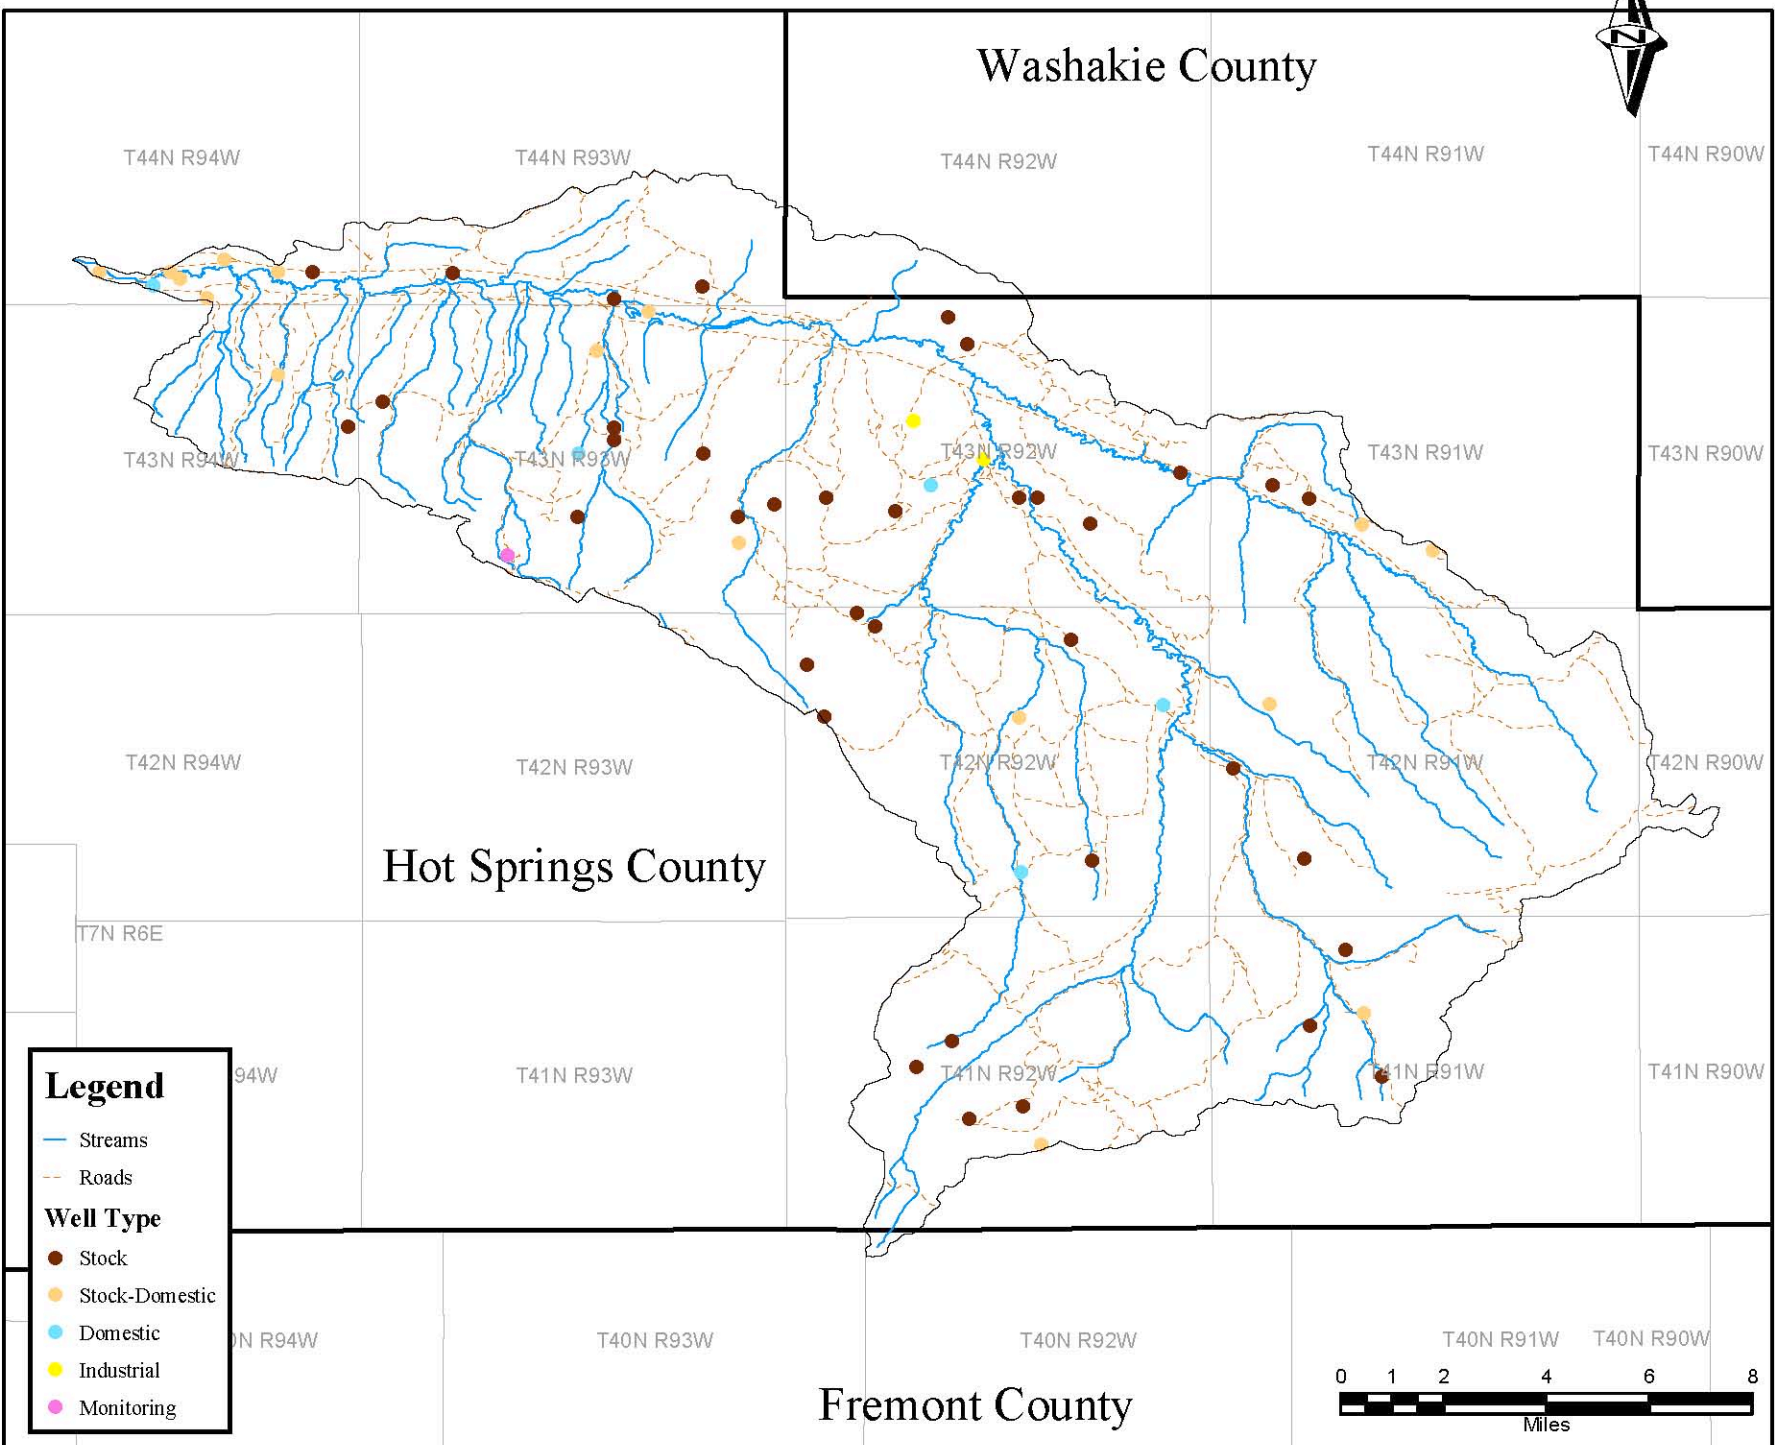 N
Washakie County
T44N R94W
T44N R93W
T44N R92W
T44N R91W
T44N R90W
T43N R94W
T43N R93W
T43N R92W
T43N R91W
T43N R90W
T42N R94W
T42N R93W
T42N R92W
T42N R91W
T42N R90W
Hot Springs County
T7N R6E
94W
T41N R93W
T41N R92W
T41N R91W
T41N R90W
Legend
Streams
Roads
Well Type
Stock
Stock-Domestic
Domestic
Industrial
Monitoring
0N R94W
T40N R93W
T40N R92W
T40N R91W
T40N R90W
Fremont County
0 1 2 4 6 8
Miles